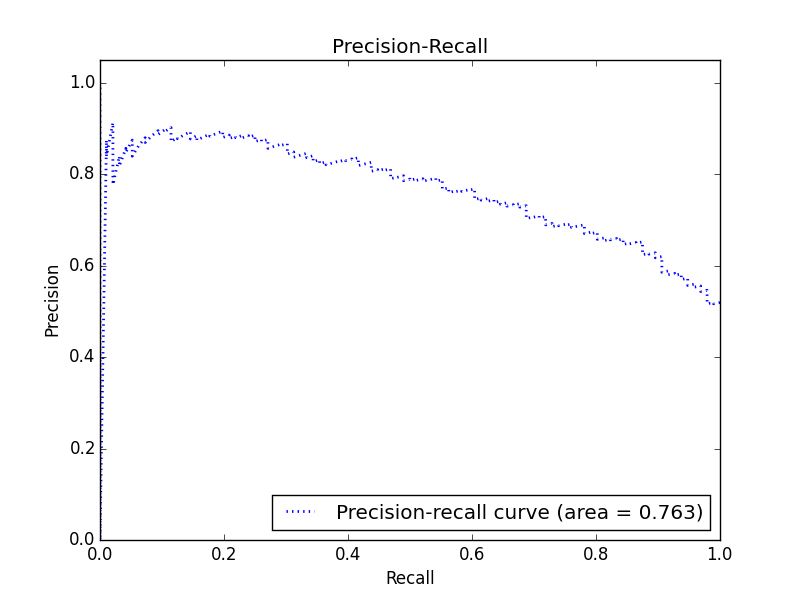 Precision-Recall
1.0
0.8
0.6
0.4
0.2
0.0
Precision
0.0 0.2 0.4 0.6 0.8 1.0
Recall
Precision-recall curve (area = 0.763)